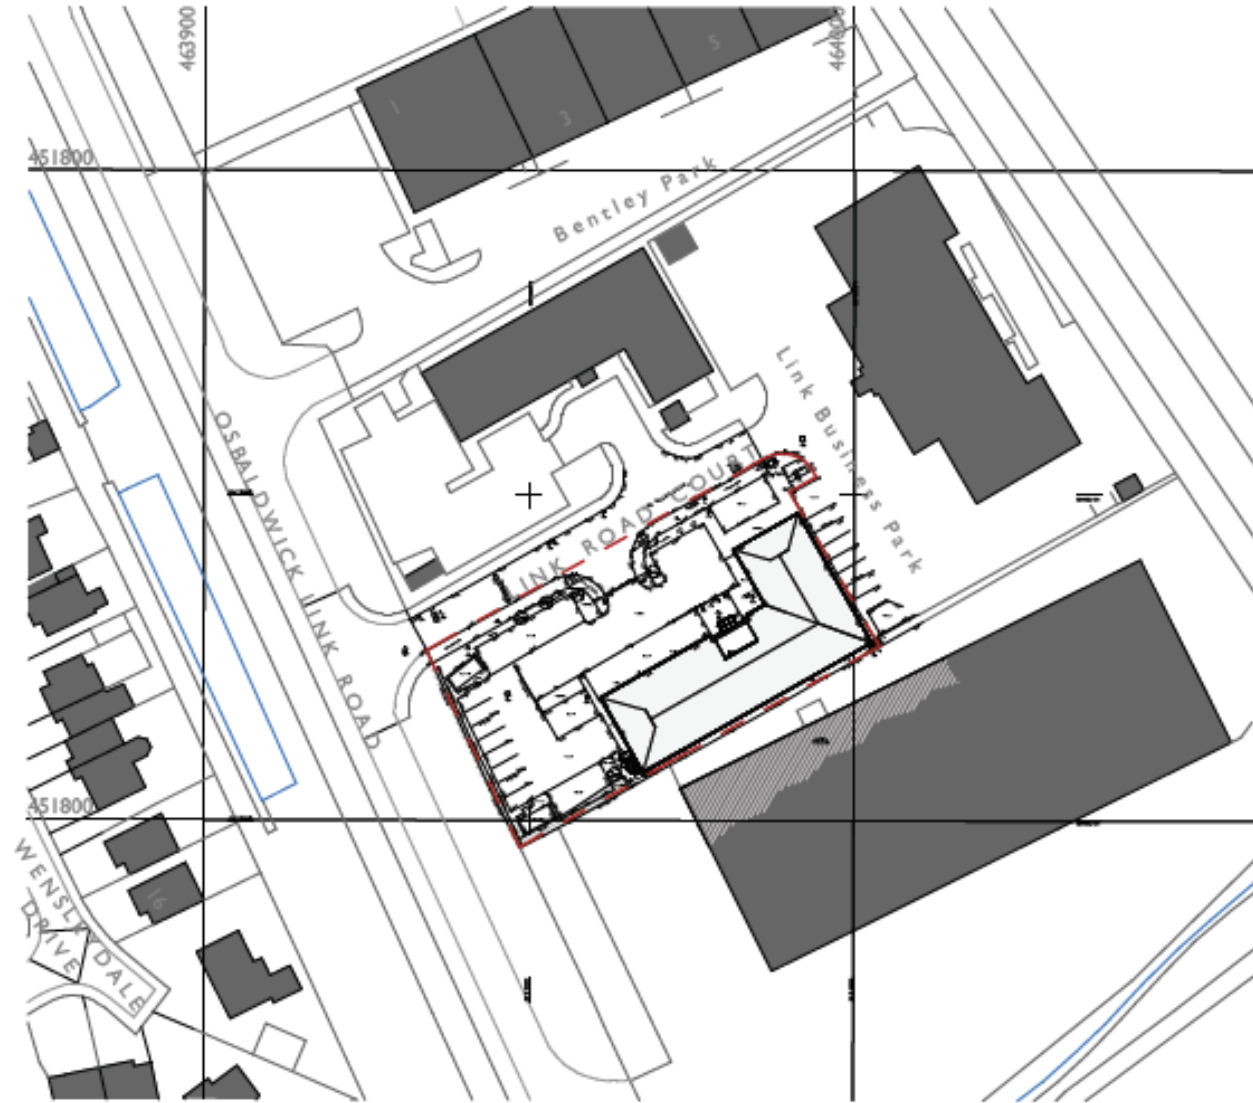 463900
464000
5
1
3
451800
Bentley Park
Link Business Park
OSBALDWICK LINK ROAD
LINK ROAD COURT
451800
16
WENSLEYDALE
DRIVE